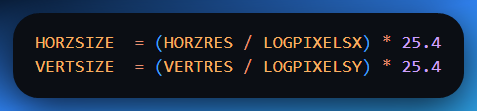 HORZSIZE  = (HORZRES / LOGPIXELSX) * 25.4
VERTSIZE  = (VERTRES / LOGPIXELSY) * 25.4